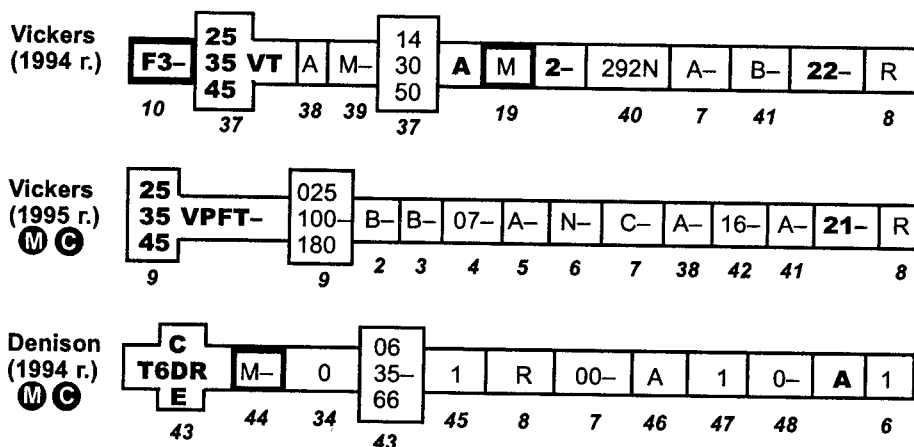 Vickers
(1994 r.)
F3– 25 35 45 VT A M– 14 30 50 A M 2– 292N A– B– 22– R
10 37 38 39 37 19 40 7 41 8
Vickers
(1995 r.)
M C
25 35 45 VPFT– 025 100– 180 B– B– 07– A– N– C– A– 16– A– 21– R
9 9 2 3 4 5 6 7 38 42 41 8
Denison
(1994 r.)
M C
C T6DR E M– 0 06 35– 66 1 R 00– A 1 0– A 1
43 44 34 43 45 8 7 46 47 48 6